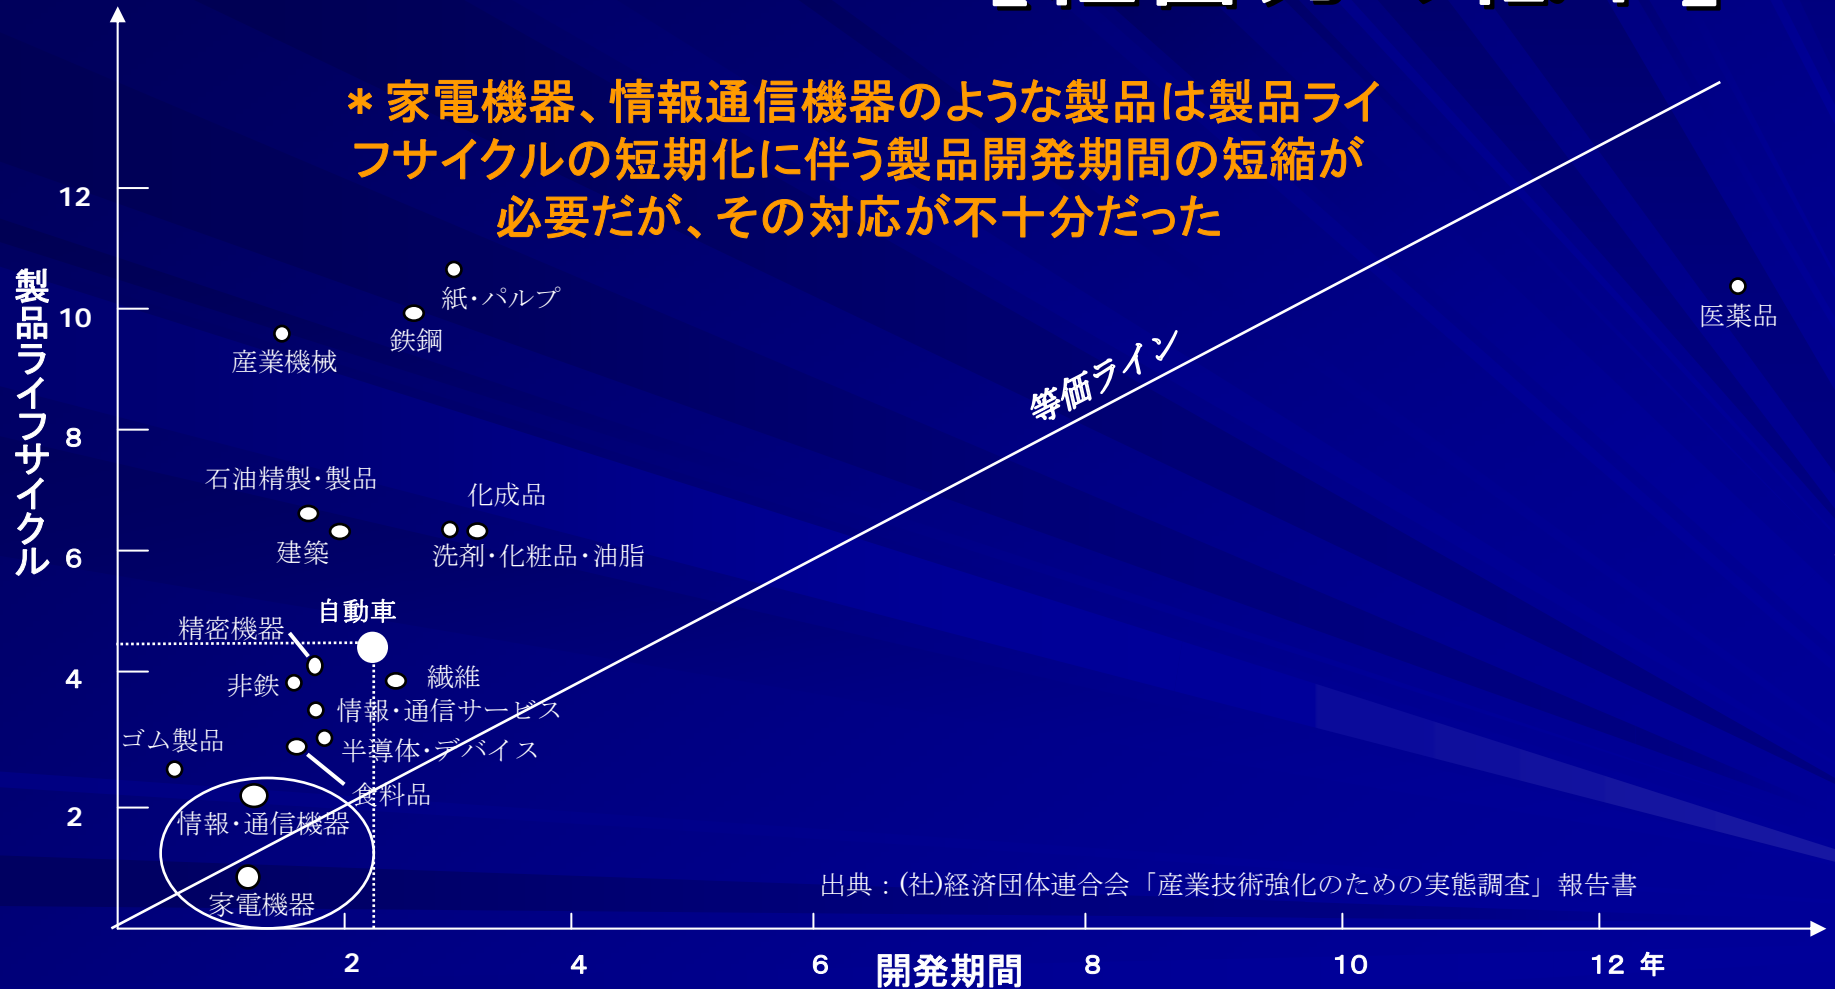 ＊家電機器、情報通信機器のような製品は製品ライ
フサイクルの短期化に伴う製品開発期間の短縮が
必要だが、その対応が不十分だった
製品ライフサイクル
12
10
8
6
4
2
紙・パルプ
鉄鋼
産業機械
医薬品
等価ライン
石油精製・製品
化成品
建築
洗剤・化粧品・油脂
自動車
精密機器
非鉄
繊維
情報・通信サービス
ゴム製品
半導体・デバイス
食料品
情報・通信機器
家電機器
出典：(社)経済団体連合会「産業技術強化のための実態調査」報告書
2
4
6
開発期間
8
10
12 年